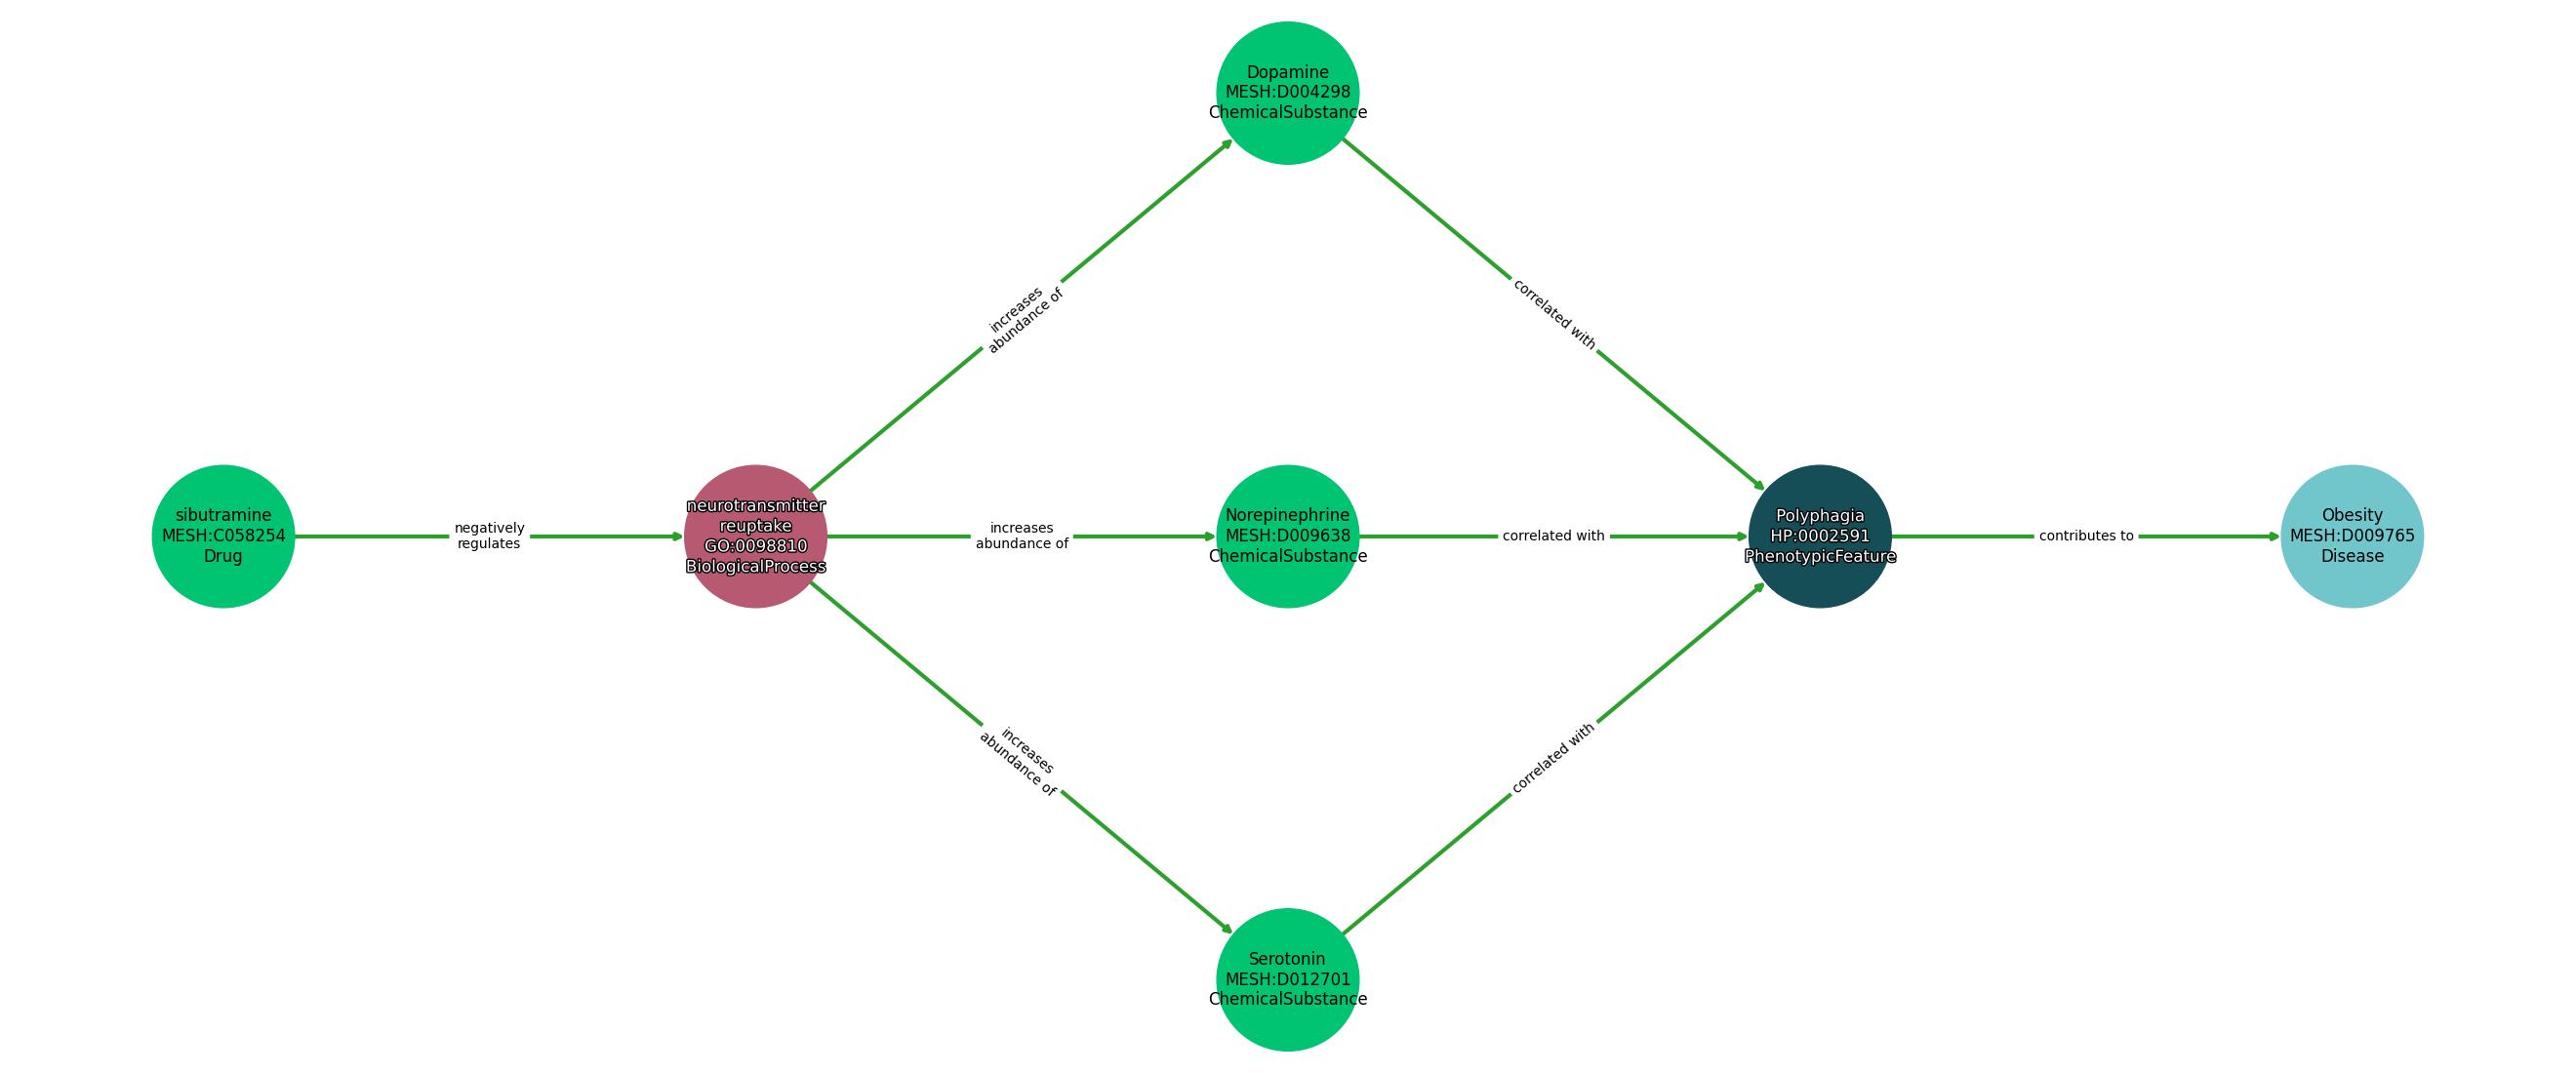 Dopamine
MESH:D004298
ChemicalSubstance
increases
abundance of
correlated with
sibutramine
MESH:C058254
Drug
negatively
regulates
neurotransmitter
reuptake
GO:0098810
BiologicalProcess
increases
abundance of
Norepinephrine
MESH:D009638
ChemicalSubstance
correlated with
Polyphagia
HP:0002591
PhenotypicFeature
contributes to
Obesity
MESH:D009765
Disease
increases
abundance of
correlated with
Serotonin
MESH:D012701
ChemicalSubstance